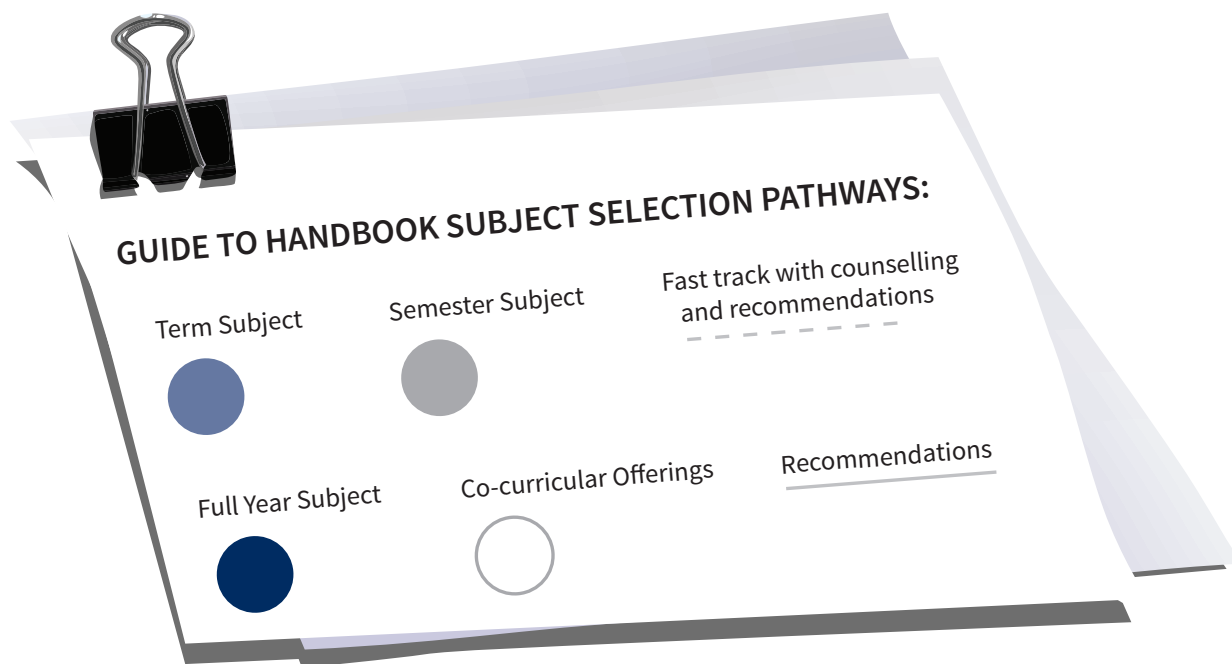 GUIDE TO HANDBOOK SUBJECT SELECTION PATHWAYS:
Term Subject
Semester Subject
Fast track with counselling
and recommendations
Full Year Subject
Co-curricular Offerings
Recommendations